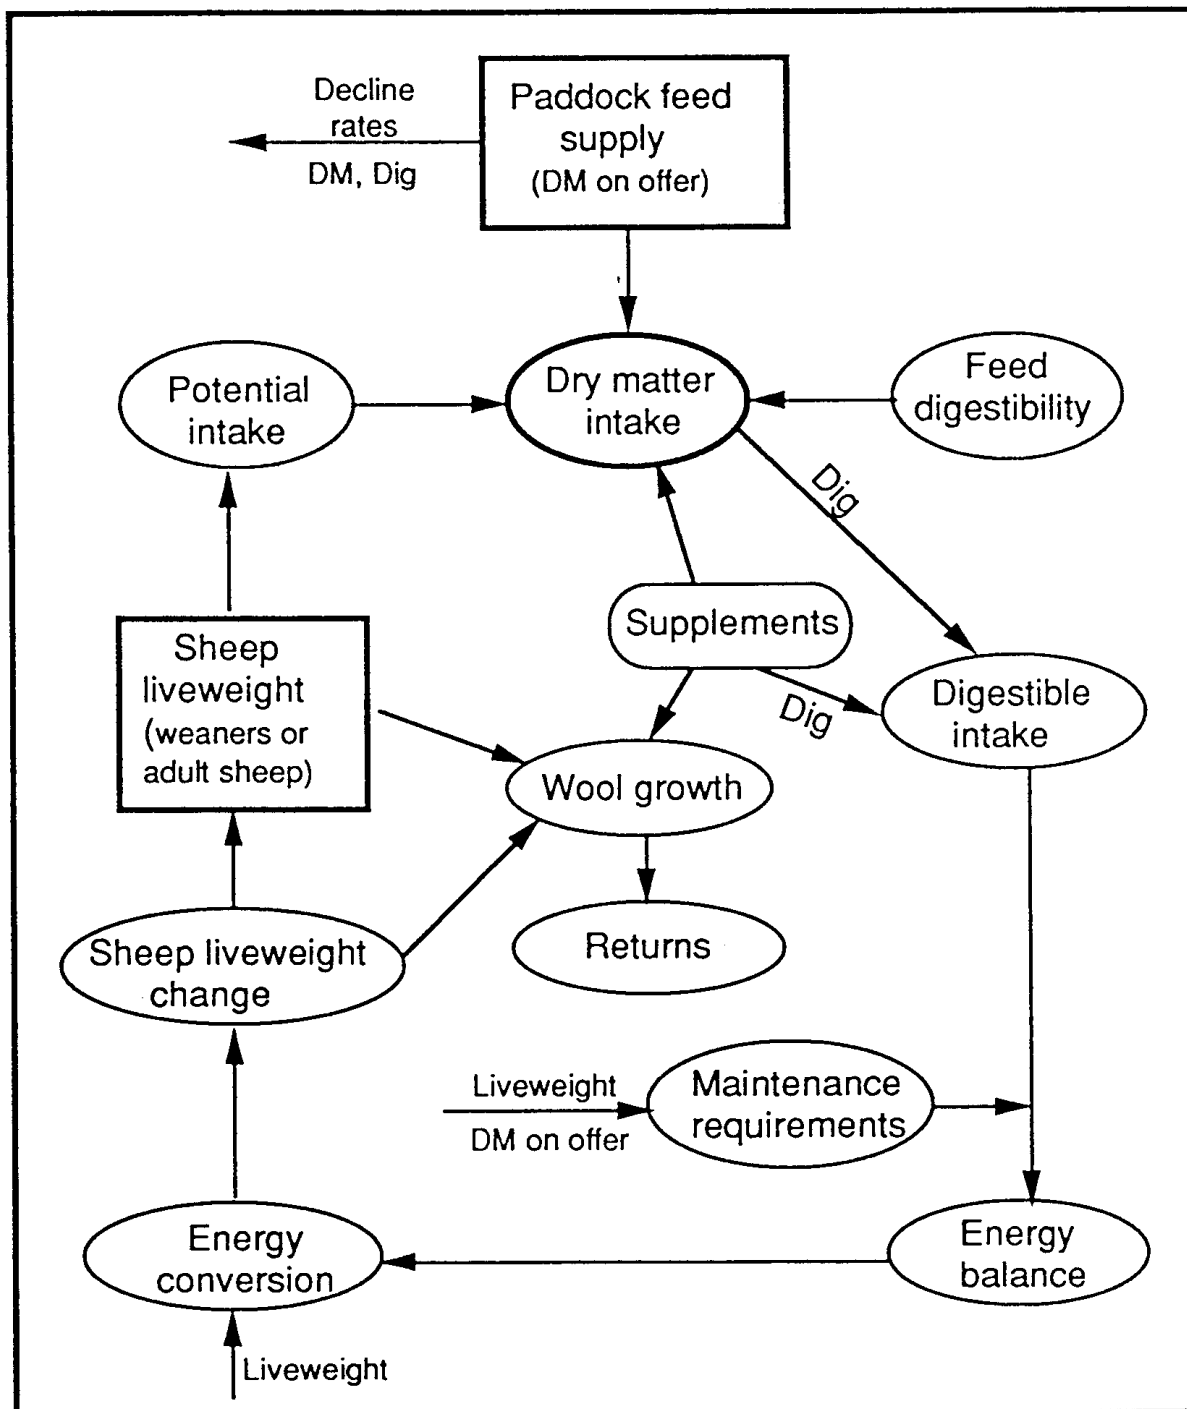 Decline
rates
DM, Dig
Paddock feed
supply
(DM on offer)
Potential
intake
Dry matter
intake
Feed
digestibility
Dig
Supplements
Sheep
liveweight
(weaners or
adult sheep)
Dig
Digestible
intake
Wool growth
Sheep liveweight
change
Returns
Liveweight
DM on offer
Maintenance
requirements
Energy
conversion
Energy
balance
Liveweight